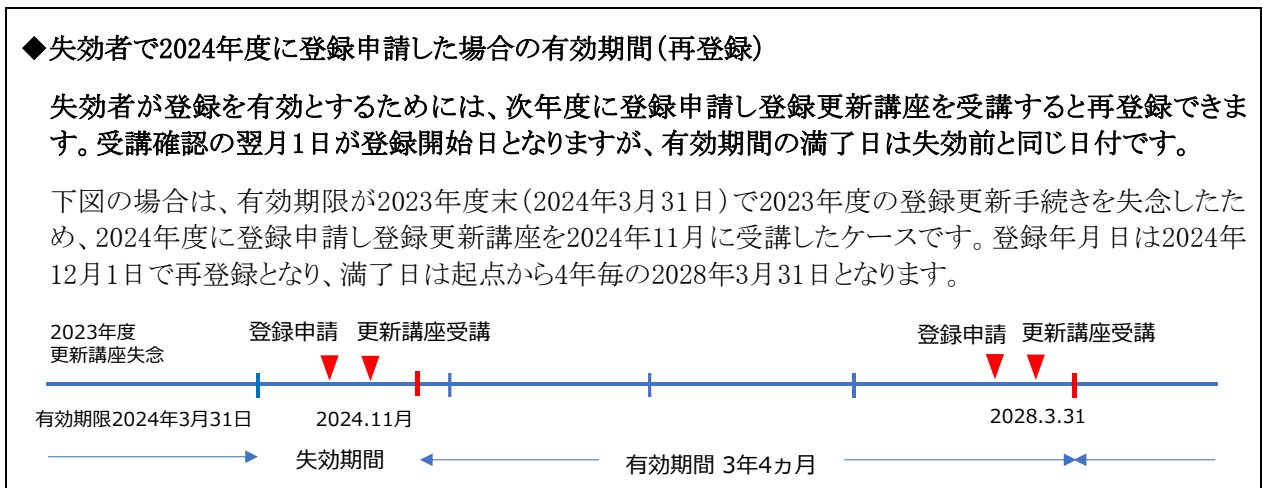 ◆失効者で2024年度に登録申請した場合の有効期間(再登録)
失効者が登録を有効とするためには、次年度に登録申請し登録更新講座を受講すると再登録できま
す。受講確認の翌月1日が登録開始日となりますが、有効期間の満了日は失効前と同じ日付です。
下図の場合は、有効期限が2023年度末(2024年3月31日)で2023年度の登録更新手続きを失念したた
め、2024年度に登録申請し登録更新講座を2024年11月に受講したケースです。登録年月日は2024年
12月1日で再登録となり、満了日は起点から4年毎の2028年3月31日となります。
2023年度
更新講座失念
登録申請 更新講座受講
登録申請 更新講座受講
有効期限2024年3月31日
2024.11月
2028.3.31
失効期間
有効期間 3年4ヵ月